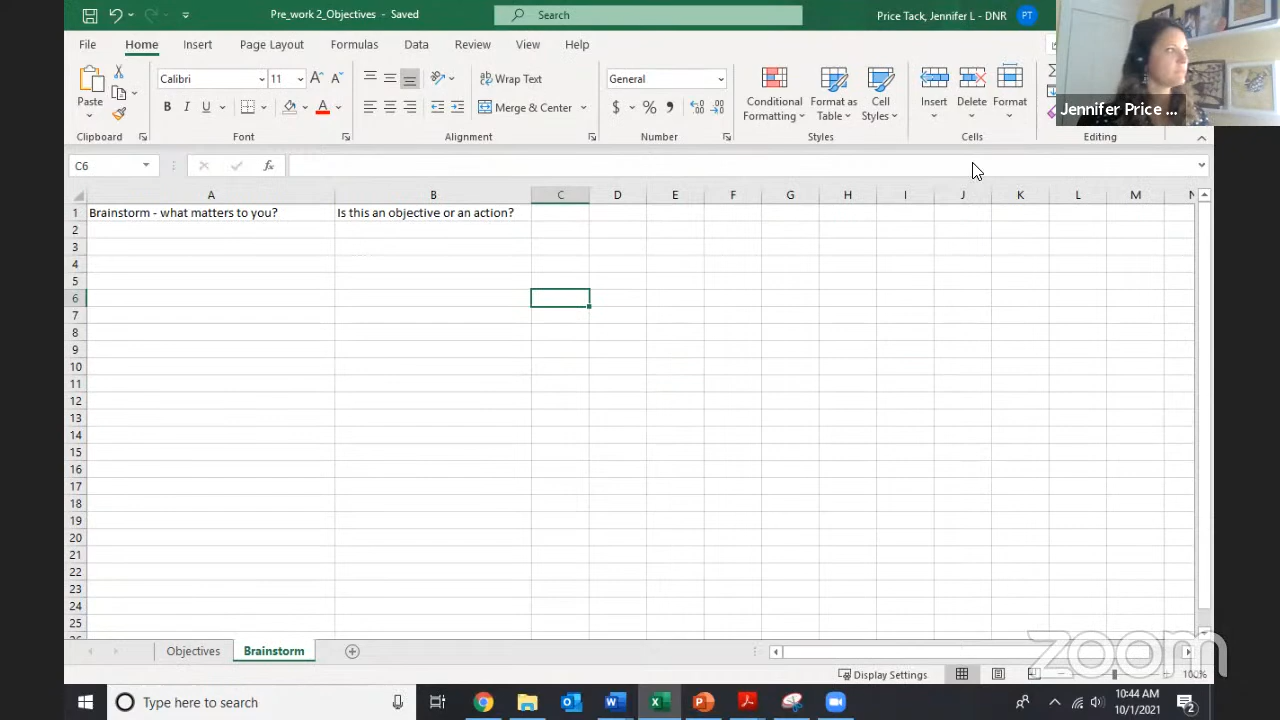 Pre_work 2_Objectives - Saved
Search
Price Tack, Jennifer L - DNR
PT
File
Home
Insert
Page Layout
Formulas
Data
Review
View
Help
Jennifer Price ...
Paste
Calibri
11
B I U
A
Wrap Text
Merge & Center
General
$ % 9
Conditional Formatting
Format as Table
Cell Styles
Insert
Delete
Format
Clipboard
Font
Alignment
Number
Styles
Cells
Editing
C6
fx
A B C D E F G H I J K L M N
1 Brainstorm - what matters to you? Is this an objective or an action?
2
3
4
5
6
7
8
9
10
11
12
13
14
15
16
17
18
19
20
21
22
23
24
25
Objectives
Brainstorm
zoom
Display Settings
100%
Type here to search
10:44 AM
10/1/2021
2